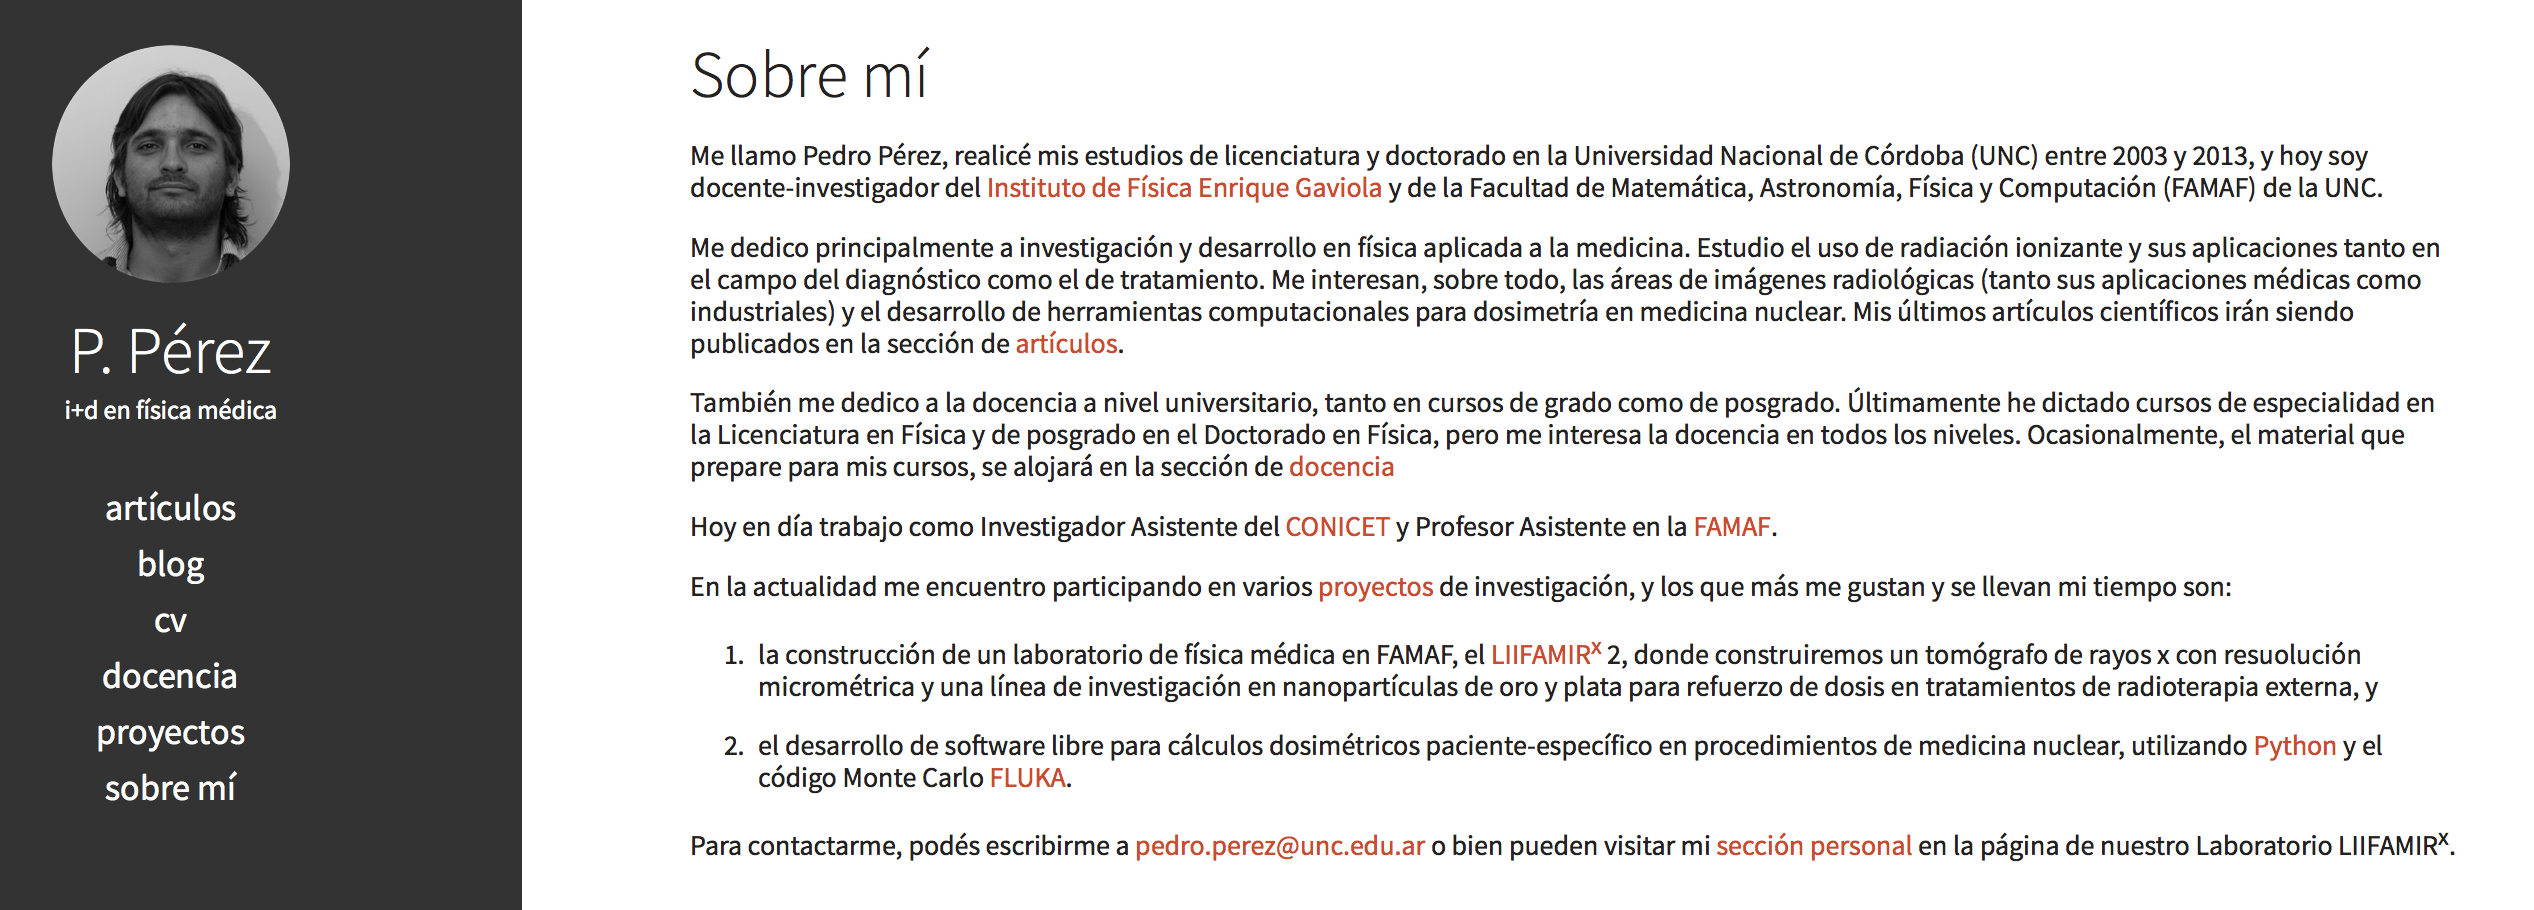 P. Pérez
i+d en física médica
artículos
blog
cv
docencia
proyectos
sobre mí
Sobre mí
Me llamo Pedro Pérez, realicé mis estudios de licenciatura y doctorado en la Universidad Nacional de Córdoba (UNC) entre 2003 y 2013, y hoy soy
docente-investigador del Instituto de Física Enrique Gaviola y de la Facultad de Matemática, Astronomía, Física y Computación (FAMAF) de la UNC.
Me dedico principalmente a investigación y desarrollo en física aplicada a la medicina. Estudio el uso de radiación ionizante y sus aplicaciones tanto en
el campo del diagnóstico como el de tratamiento. Me interesan, sobre todo, las áreas de imágenes radiológicas (tanto sus aplicaciones médicas como
industriales) y el desarrollo de herramientas computacionales para dosimetría en medicina nuclear. Mis últimos artículos científicos irán siendo
publicados en la sección de artículos.
También me dedico a la docencia a nivel universitario, tanto en cursos de grado como de posgrado. Últimamente he dictado cursos de especialidad en
la Licenciatura en Física y de posgrado en el Doctorado en Física, pero me interesa la docencia en todos los niveles. Ocasionalmente, el material que
prepare para mis cursos, se alojará en la sección de docencia
Hoy en día trabajo como Investigador Asistente del CONICET y Profesor Asistente en la FAMAF.
En la actualidad me encuentro participando en varios proyectos de investigación, y los que más me gustan y se llevan mi tiempo son:
1. la construcción de un laboratorio de física médica en FAMAF, el LIIFAMIRx 2, donde construiremos un tomógrafo de rayos x con resuolución
micrométrica y una línea de investigación en nanopartículas de oro y plata para refuerzo de dosis en tratamientos de radioterapia externa, y
2. el desarrollo de software libre para cálculos dosimétricos paciente-específico en procedimientos de medicina nuclear, utilizando Python y el
código Monte Carlo FLUKA.
Para contactarme, podés escribirme a pedro.perez@unc.edu.ar o bien pueden visitar mi sección personal en la página de nuestro Laboratorio LIIFAMIRx.